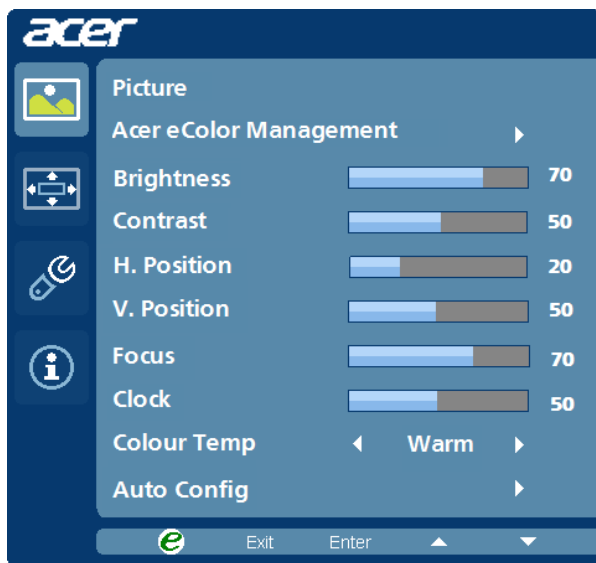 acer
Picture
Acer eColor Management
Brightness 70
Contrast 50
H. Position 20
V. Position 50
Focus 70
Clock 50
Colour Temp Warm
Auto Config
e Exit Enter